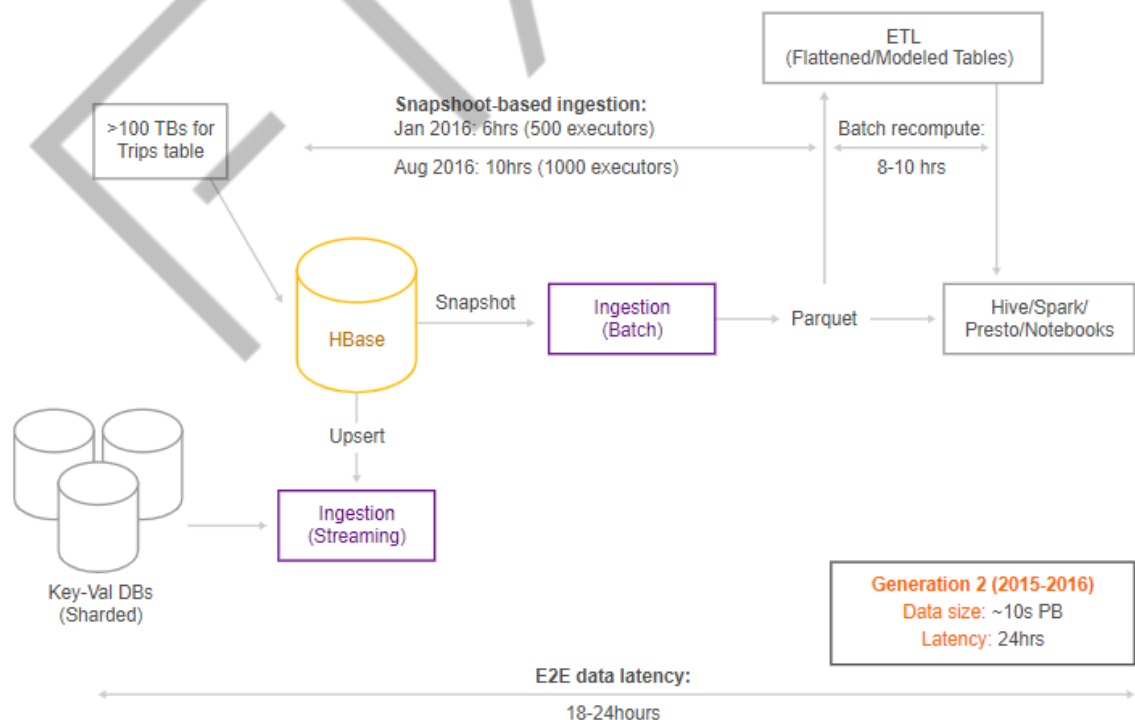 ETL
(Flattened/Modeled Tables)
>100 TBs for
Trips table
Snapshoot-based ingestion:
Jan 2016: 6hrs (500 executors)
Aug 2016: 10hrs (1000 executors)
Batch recompute:
8-10 hrs
HBase
Snapshot
Ingestion
(Batch)
Parquet
Hive/Spark/
Presto/Notebooks
Upsert
Ingestion
(Streaming)
Key-Val DBs
(Sharded)
Generation 2 (2015-2016)
Data size: ~10s PB
Latency: 24hrs
E2E data latency:
18-24hours